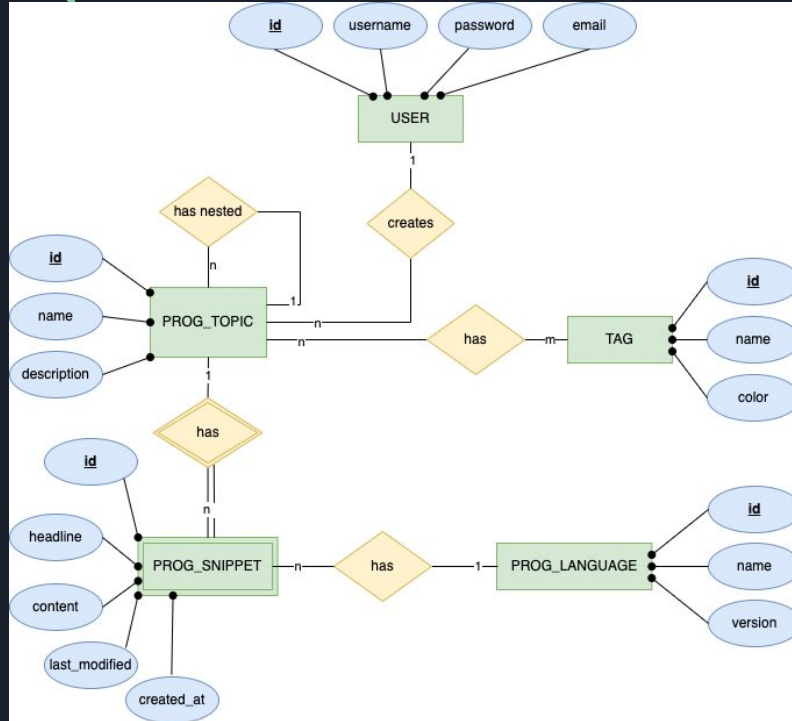 id
username
password
email
USER
1
has nested
creates
n
id
1
PROG_TOPIC
n
name
n
has
m
TAG
id
name
color
description
1
has
id
n
headline
PROG_SNIPPET
n
has
1
PROG_LANGUAGE
id
name
version
content
last_modified
created_at